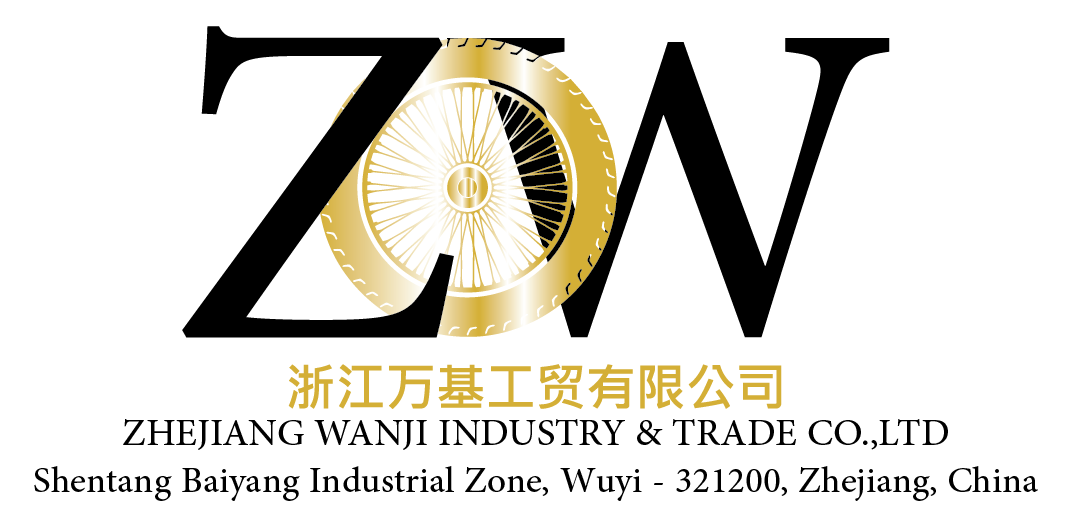 ZW
浙江万基工贸有限公司
ZHEJIANG WANJI INDUSTRY & TRADE CO.,LTD
Shentang Baiyang Industrial Zone, Wuyi - 321200, Zhejiang, China